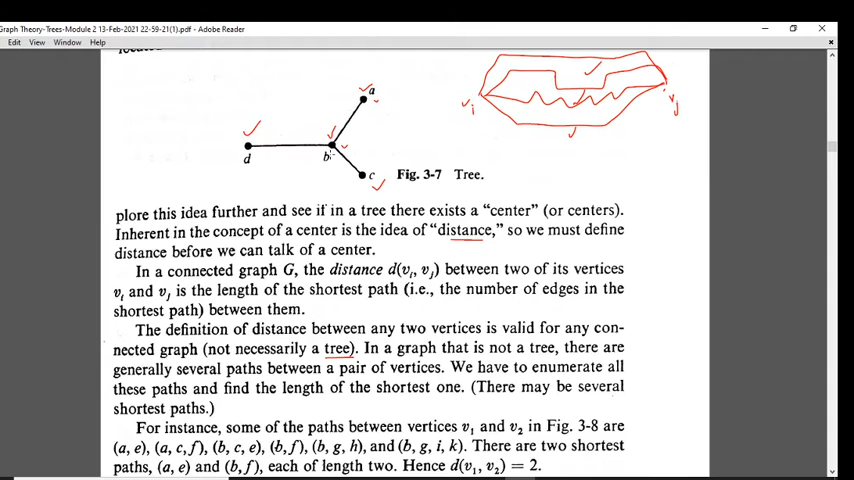 Graph Theory-Trees-Module 2 13-Feb-2021 22-59-21(1).pdf - Adobe Reader
Edit View Window Help
located
a
vi
vj
d
b
c
Fig. 3-7 Tree.
plore this idea further and see if in a tree there exists a “center” (or centers).
Inherent in the concept of a center is the idea of “distance,” so we must define
distance before we can talk of a center.
In a connected graph G, the distance d(vi, vj) between two of its vertices
vi and vj is the length of the shortest path (i.e., the number of edges in the
shortest path) between them.
The definition of distance between any two vertices is valid for any con-
nected graph (not necessarily a tree). In a graph that is not a tree, there are
generally several paths between a pair of vertices. We have to enumerate all
these paths and find the length of the shortest one. (There may be several
shortest paths.)
For instance, some of the paths between vertices v1 and v2 in Fig. 3-8 are
(a, e), (a, c, f), (b, c, e), (b, f), (b, g, h), and (b, g, i, k). There are two shortest
paths, (a, e) and (b, f), each of length two. Hence d(v1, v2) = 2.